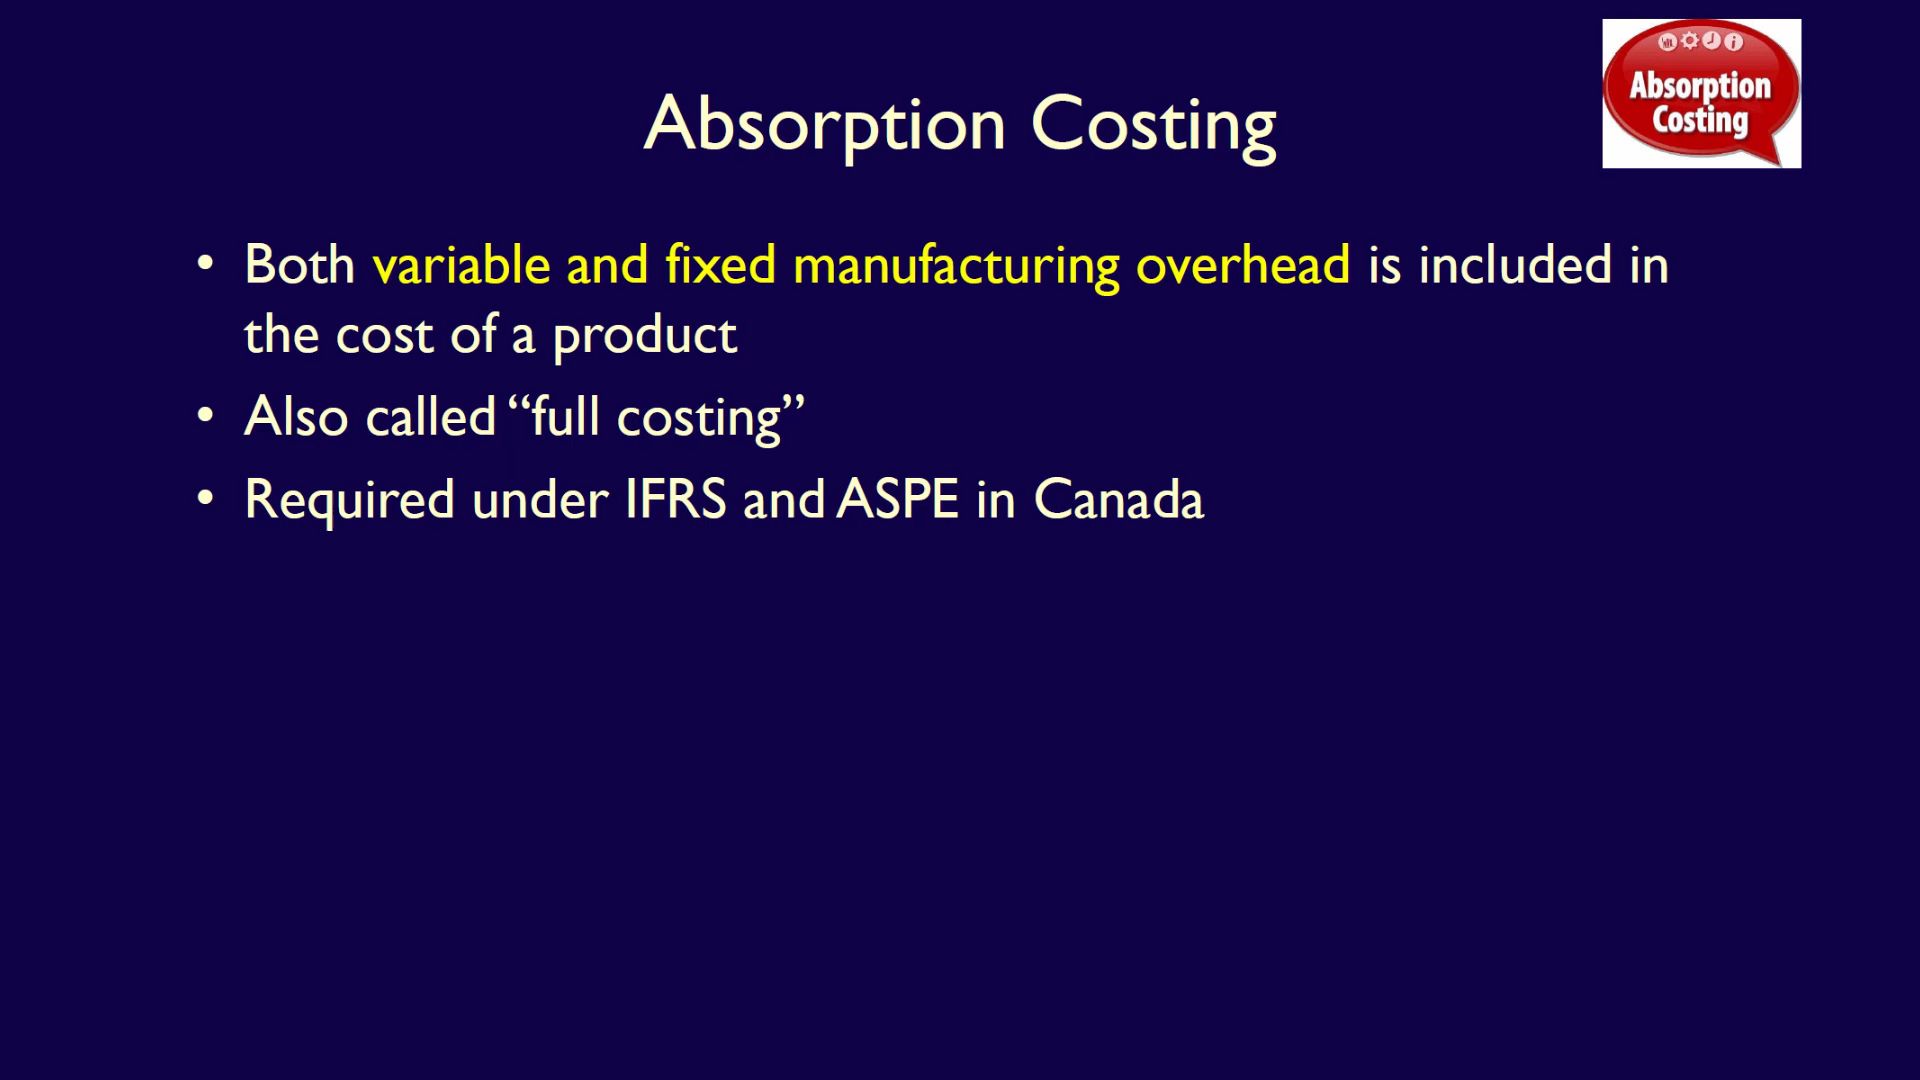 Absorption
Costing
Absorption Costing
• Both variable and fixed manufacturing overhead is included in
the cost of a product
• Also called “full costing”
• Required under IFRS and ASPE in Canada